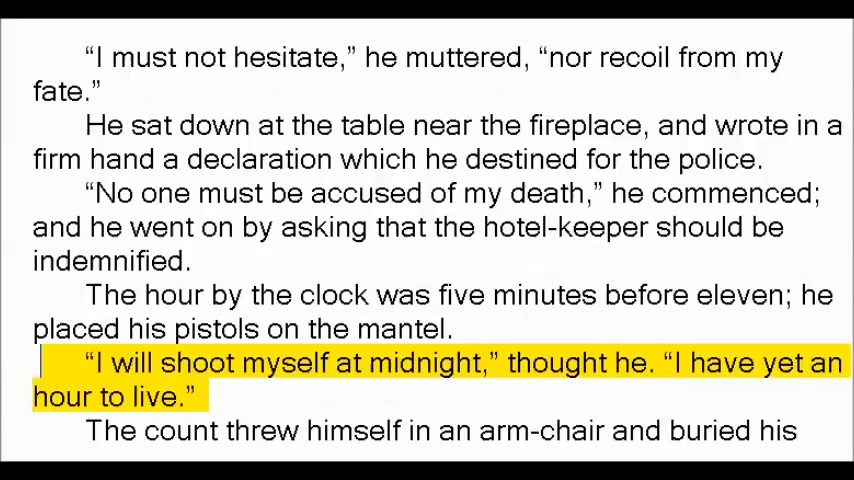 “I must not hesitate,” he muttered, “nor recoil from my
fate.”
He sat down at the table near the fireplace, and wrote in a
firm hand a declaration which he destined for the police.
“No one must be accused of my death,” he commenced;
and he went on by asking that the hotel-keeper should be
indemnified.
The hour by the clock was five minutes before eleven; he
placed his pistols on the mantel.
“I will shoot myself at midnight,” thought he. “I have yet an
hour to live.”
The count threw himself in an arm-chair and buried his